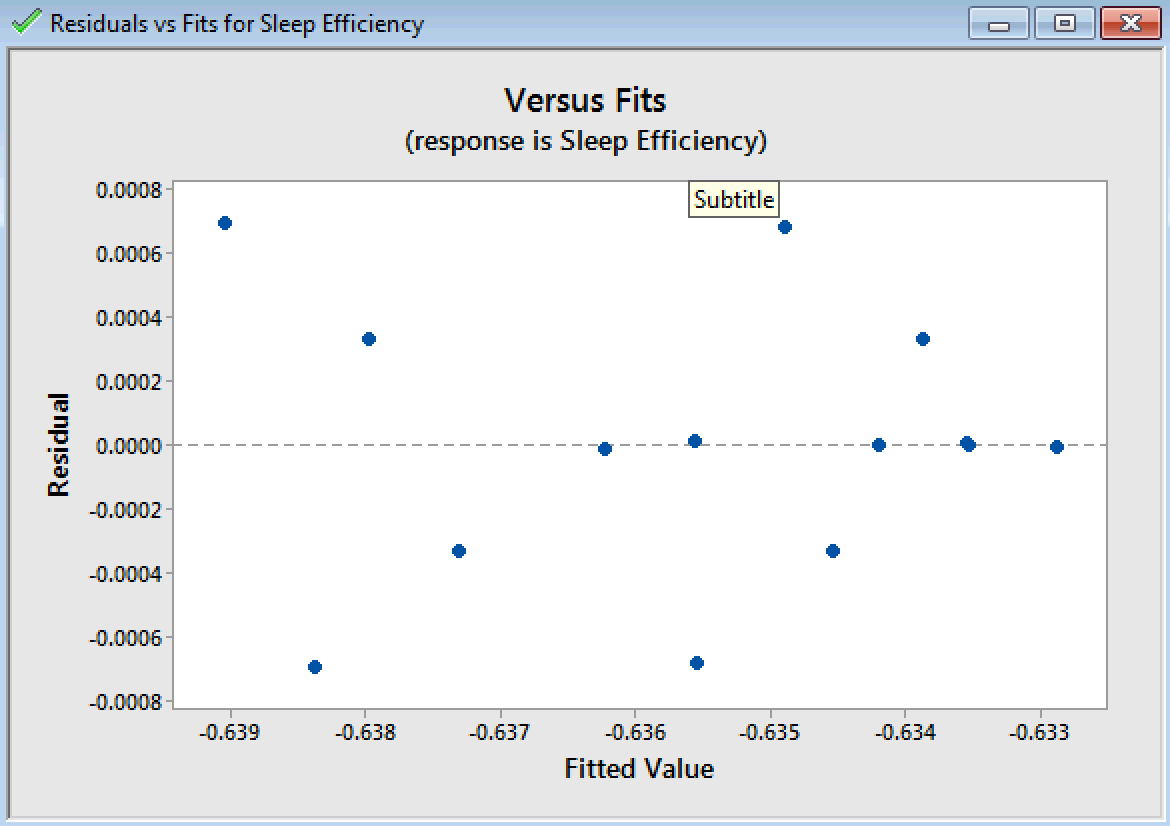 Residuals vs Fits for Sleep Efficiency
Versus Fits
(response is Sleep Efficiency)
Subtitle
0.0008
0.0006
0.0004
0.0002
0.0000
-0.0002
-0.0004
-0.0006
-0.0008
Residual
-0.639 -0.638 -0.637 -0.636 -0.635 -0.634 -0.633
Fitted Value